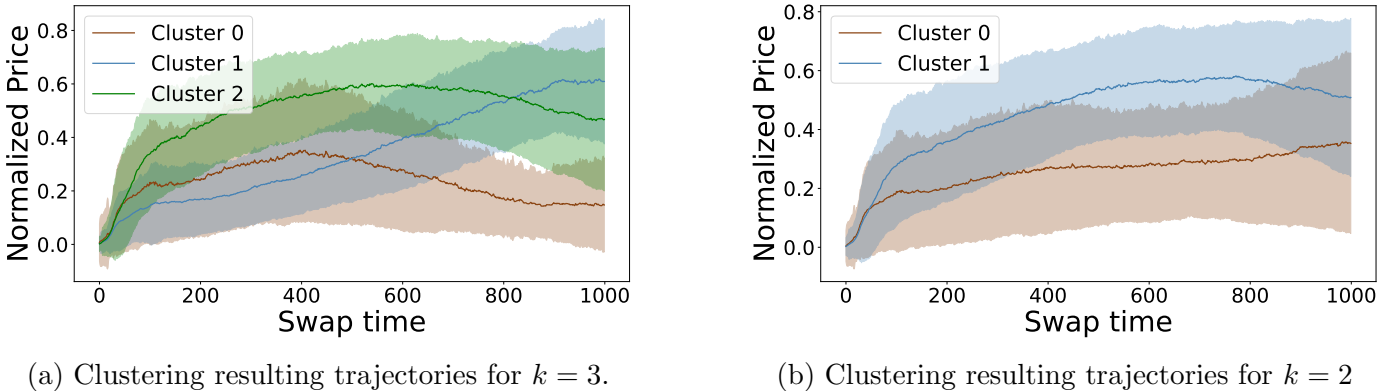 Normalized Price
0.8
0.6
0.4
0.2
0.0
Cluster 0
Cluster 1
Cluster 2
0 200 400 600 800 1000
Swap time
(a) Clustering resulting trajectories for k = 3.
Normalized Price
0.8
0.6
0.4
0.2
0.0
Cluster 0
Cluster 1
0 200 400 600 800 1000
Swap time
(b) Clustering resulting trajectories for k = 2